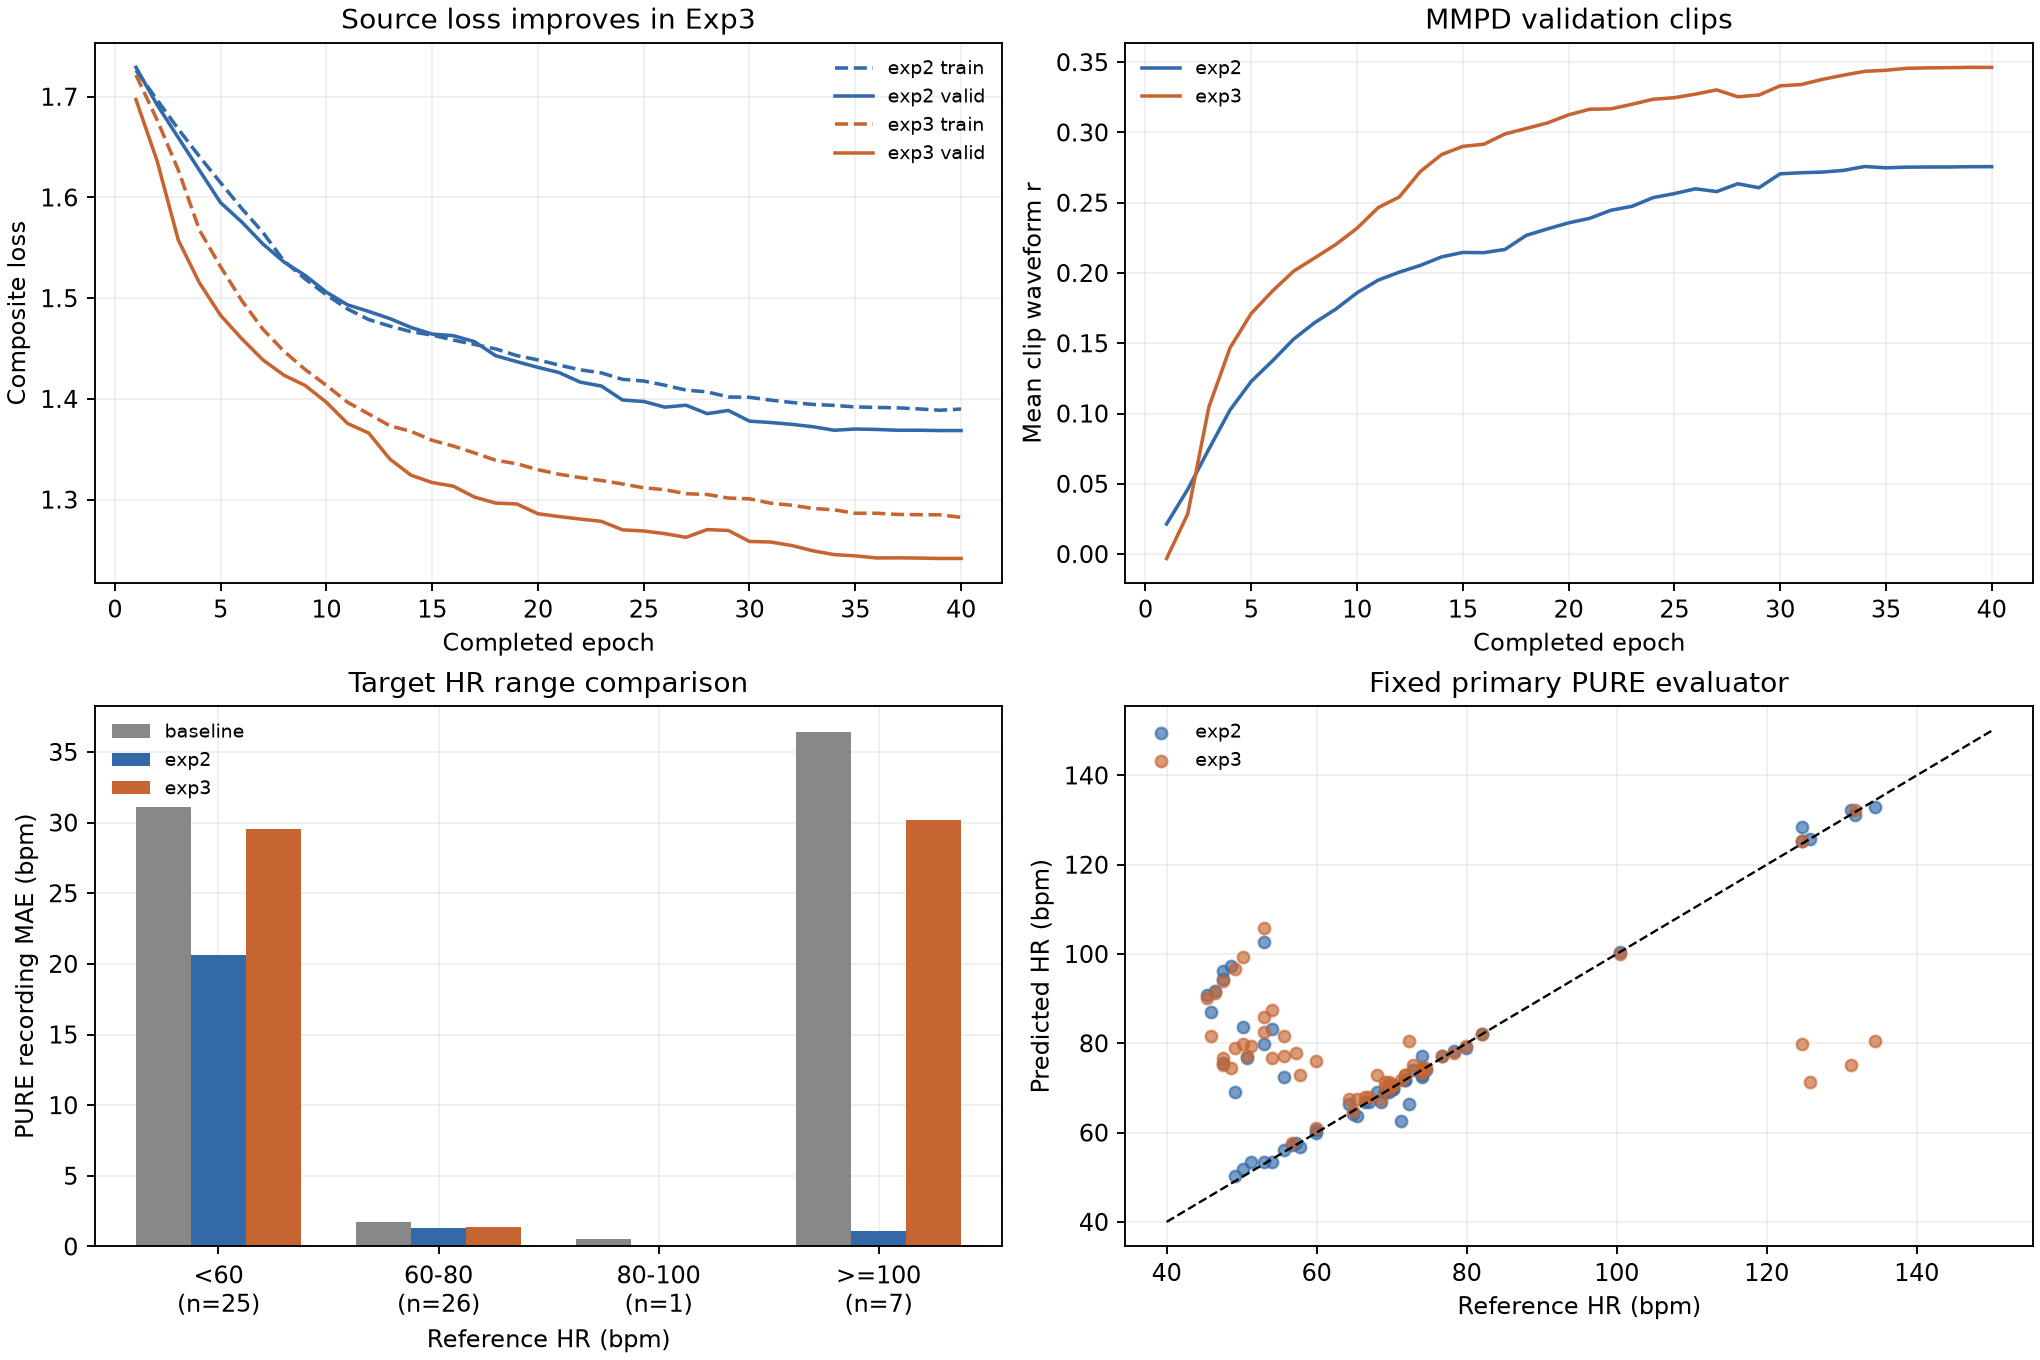 Source loss improves in Exp3
exp2 train
exp2 valid
exp3 train
exp3 valid
Composite loss
1.7
1.6
1.5
1.4
1.3
0 5 10 15 20 25 30 35 40
Completed epoch
MMPD validation clips
exp2
exp3
Mean clip waveform r
0.35
0.30
0.25
0.20
0.15
0.10
0.05
0.00
0 5 10 15 20 25 30 35 40
Completed epoch
Target HR range comparison
baseline
exp2
exp3
PURE recording MAE (bpm)
35
30
25
20
15
10
5
0
<60 60-80 80-100 >=100
(n=25) (n=26) (n=1) (n=7)
Reference HR (bpm)
Fixed primary PURE evaluator
exp2
exp3
Predicted HR (bpm)
140
120
100
80
60
40
40 60 80 100 120 140
Reference HR (bpm)